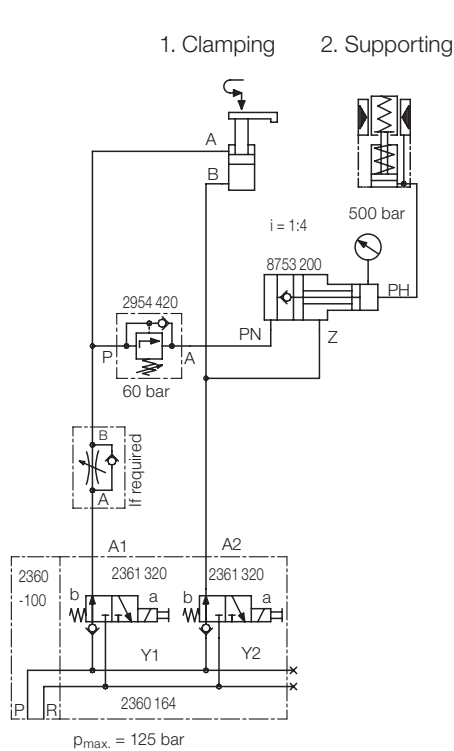 1. Clamping 2. Supporting
A
B
500 bar
i = 1:4
8753 200
PH
2954 420
PN Z
P A
60 bar
B
If required
A
A1 A2
2360
-100
2361 320 2361 320
b a b a
Y1 Y2
P R 2360 164
pmax. = 125 bar